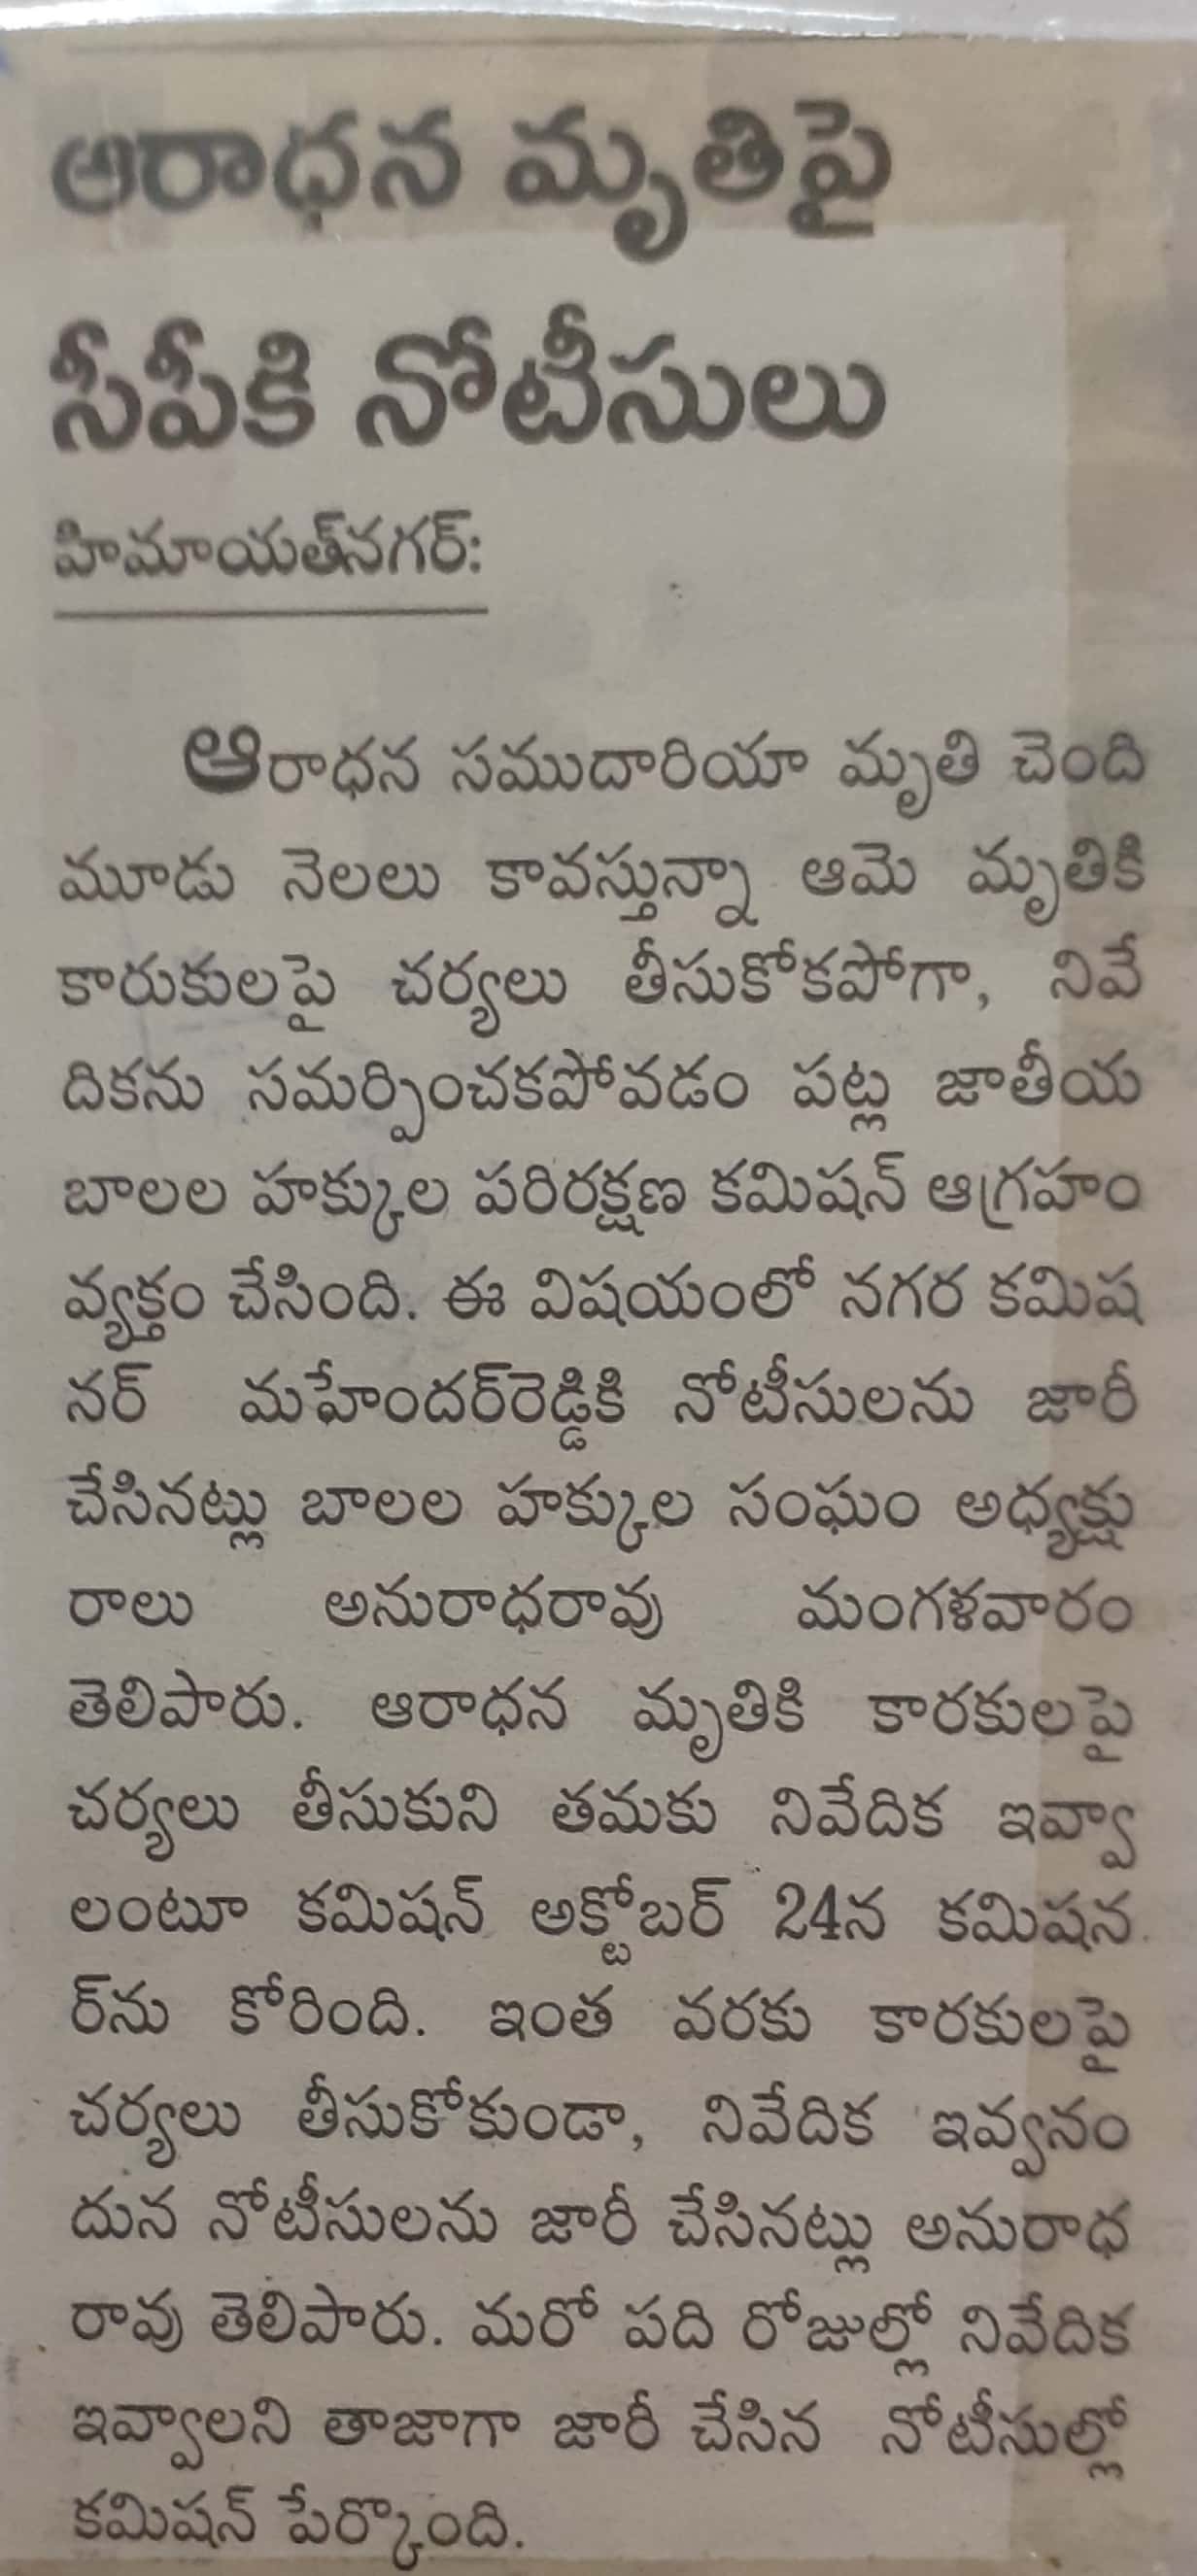 ఆరాధన మృతిపై
సీపీకి నోటీసులు
హిమాయత్‌నగర్:
ఆరాధన సముదారియా మృతి చెంది
మూడు నెలలు కావస్తున్నా ఆమె మృతికి
కారుకులపై చర్యలు తీసుకోకపోగా, నివే
దికను సమర్పించకపోవడం పట్ల జాతీయ
బాలల హక్కుల పరిరక్షణ కమిషన్ ఆగ్రహం
వ్యక్తం చేసింది. ఈ విషయంలో నగర కమిష
నర్ మహేందర్‌రెడ్డికి నోటీసులను జారీ
చేసినట్లు బాలల హక్కుల సంఘం అధ్యక్షు
రాలు అనురాధరావు మంగళవారం
తెలిపారు. ఆరాధన మృతికి కారకులపై
చర్యలు తీసుకుని తమకు నివేదిక ఇవ్వా
లంటూ కమిషన్ అక్టోబర్ 24న కమిషన
ర్‌ను కోరింది. ఇంత వరకు కారకులపై
చర్యలు తీసుకోకుండా, నివేదిక ఇవ్వనం
దున నోటీసులను జారీ చేసినట్లు అనురాధ
రావు తెలిపారు. మరో పది రోజుల్లో నివేదిక
ఇవ్వాలని తాజాగా జారీ చేసిన నోటీసుల్లో
కమిషన్ పేర్కొంది.